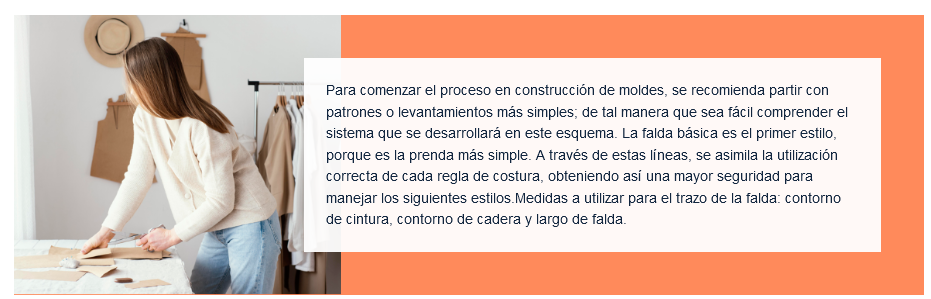 Para comenzar el proceso en construcción de moldes, se recomienda partir con
patrones o levantamientos más simples; de tal manera que sea fácil comprender el
sistema que se desarrollará en este esquema. La falda básica es el primer estilo,
porque es la prenda más simple. A través de estas líneas, se asimila la utilización
correcta de cada regla de costura, obteniendo así una mayor seguridad para
manejar los siguientes estilos.Medidas a utilizar para el trazo de la falda: contorno
de cintura, contorno de cadera y largo de falda.